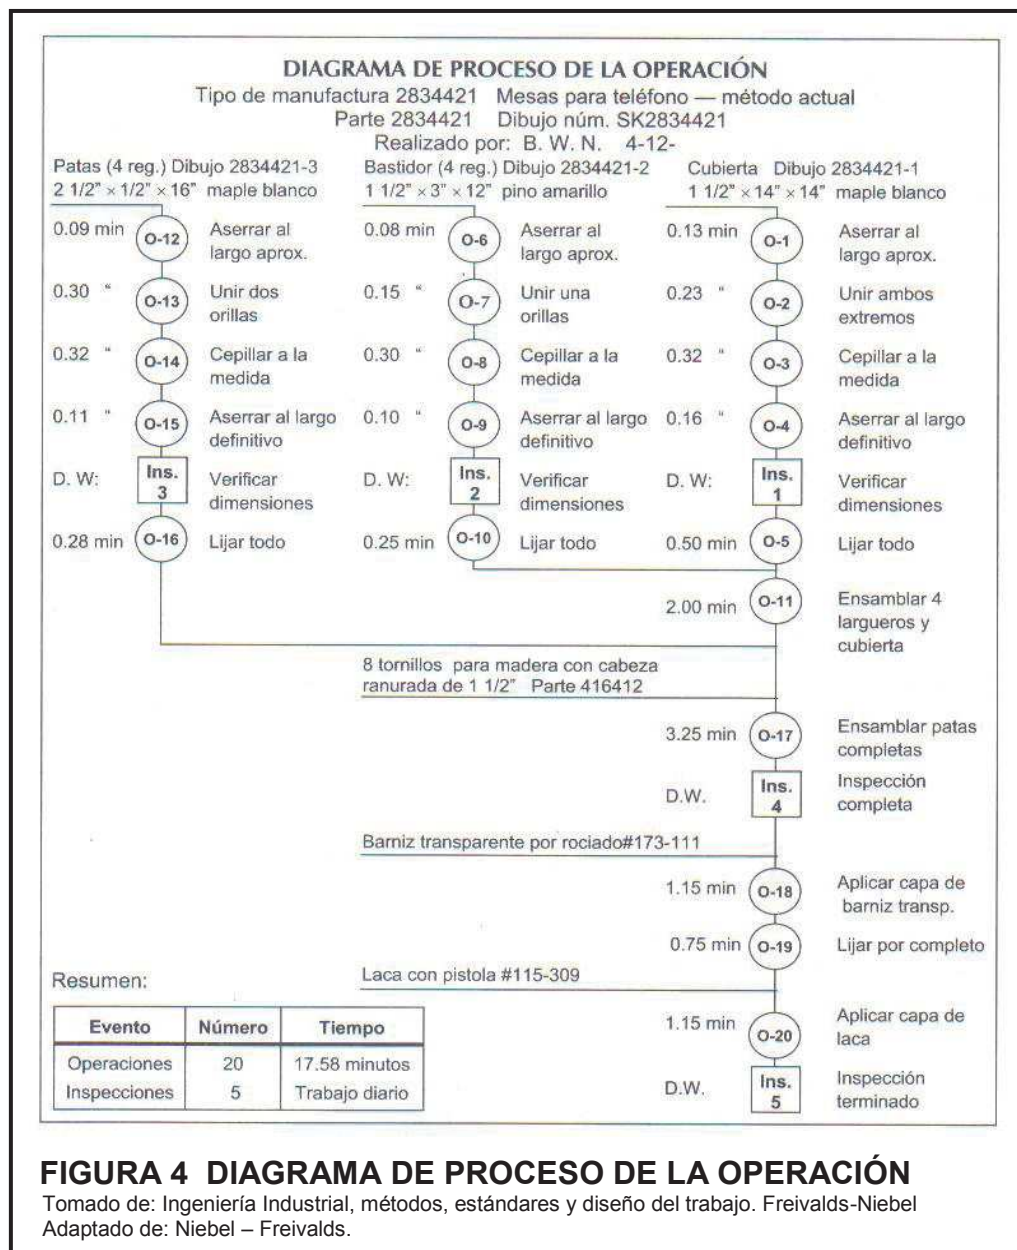 DIAGRAMA DE PROCESO DE LA OPERACIÓN
Tipo de manufactura 2834421 Mesas para teléfono — método actual
Parte 2834421 Dibujo núm. SK2834421
Realizado por: B. W. N. 4-12-
Patas (4 reg.) Dibujo 2834421-3
2 1/2" × 1/2" × 16" maple blanco
0.09 min
O-12
Aserrar al
largo aprox.
0.30 "
O-13
Unir dos
orillas
0.32 "
O-14
Cepillar a la
medida
0.11 "
O-15
Aserrar al largo
definitivo
D. W:
Ins.
3
Verificar
dimensiones
0.28 min
O-16
Lijar todo
Bastidor (4 reg.) Dibujo 2834421-2
1 1/2" × 3" × 12" pino amarillo
0.08 min
O-6
Aserrar al
largo aprox.
0.15 "
O-7
Unir una
orillas
0.30 "
O-8
Cepillar a la
medida
0.10 "
O-9
Aserrar al largo
definitivo
D. W:
Ins.
2
Verificar
dimensiones
0.25 min
O-10
Lijar todo
Cubierta Dibujo 2834421-1
1 1/2" × 14" × 14" maple blanco
0.13 min
O-1
Aserrar al
largo aprox.
0.23 "
O-2
Unir ambos
extremos
0.32 "
O-3
Cepillar a la
medida
0.16 "
O-4
Aserrar al largo
definitivo
D. W:
Ins.
1
Verificar
dimensiones
0.50 min
O-5
Lijar todo
2.00 min
O-11
Ensamblar 4
largueros y
cubierta
8 tornillos para madera con cabeza
ranurada de 1 1/2" Parte 416412
3.25 min
O-17
Ensamblar patas
completas
D.W.
Ins.
4
Inspección
completa
Barniz transparente por rociado#173-111
1.15 min
O-18
Aplicar capa de
barniz transp.
0.75 min
O-19
Lijar por completo
Laca con pistola #115-309
1.15 min
O-20
Aplicar capa de
laca
D.W.
Ins.
5
Inspección
terminado
Resumen:
Evento Número Tiempo
Operaciones 20 17.58 minutos
Inspecciones 5 Trabajo diario
FIGURA 4 DIAGRAMA DE PROCESO DE LA OPERACIÓN
Tomado de: Ingeniería Industrial, métodos, estándares y diseño del trabajo. Freivalds-Niebel
Adaptado de: Niebel – Freivalds.